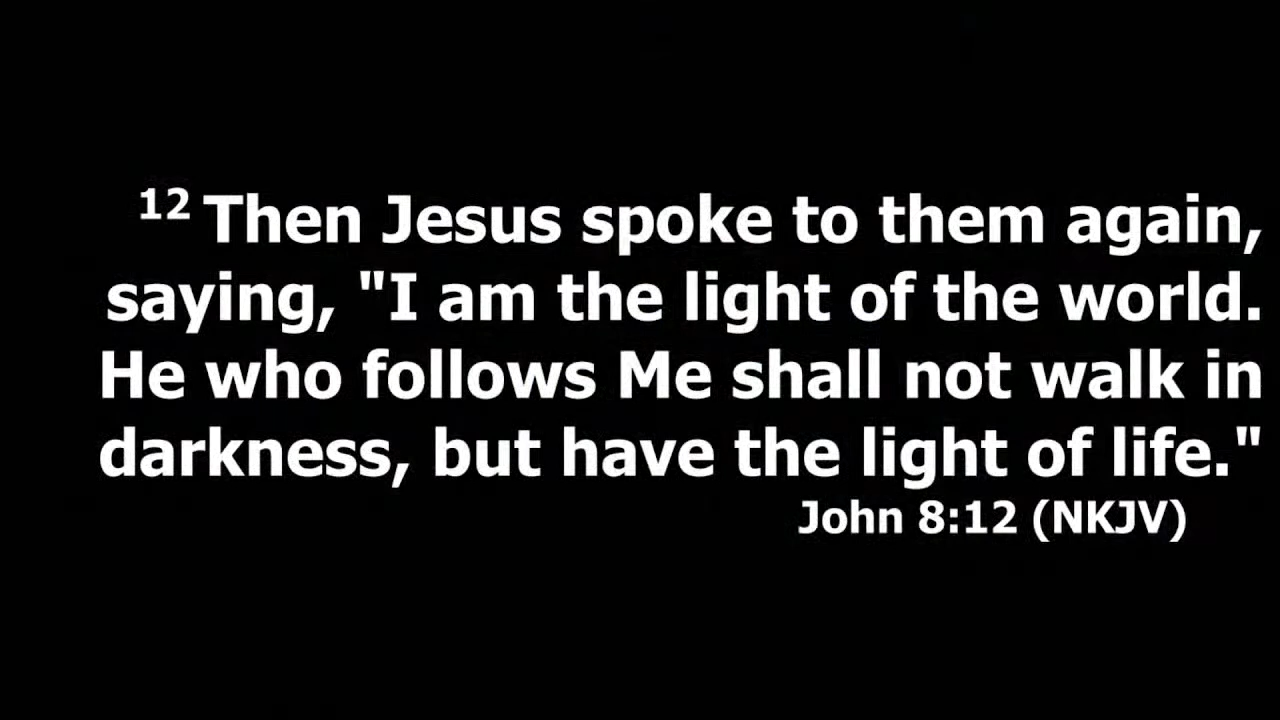 12 Then Jesus spoke to them again,
saying, "I am the light of the world.
He who follows Me shall not walk in
darkness, but have the light of life."
John 8:12 (NKJV)